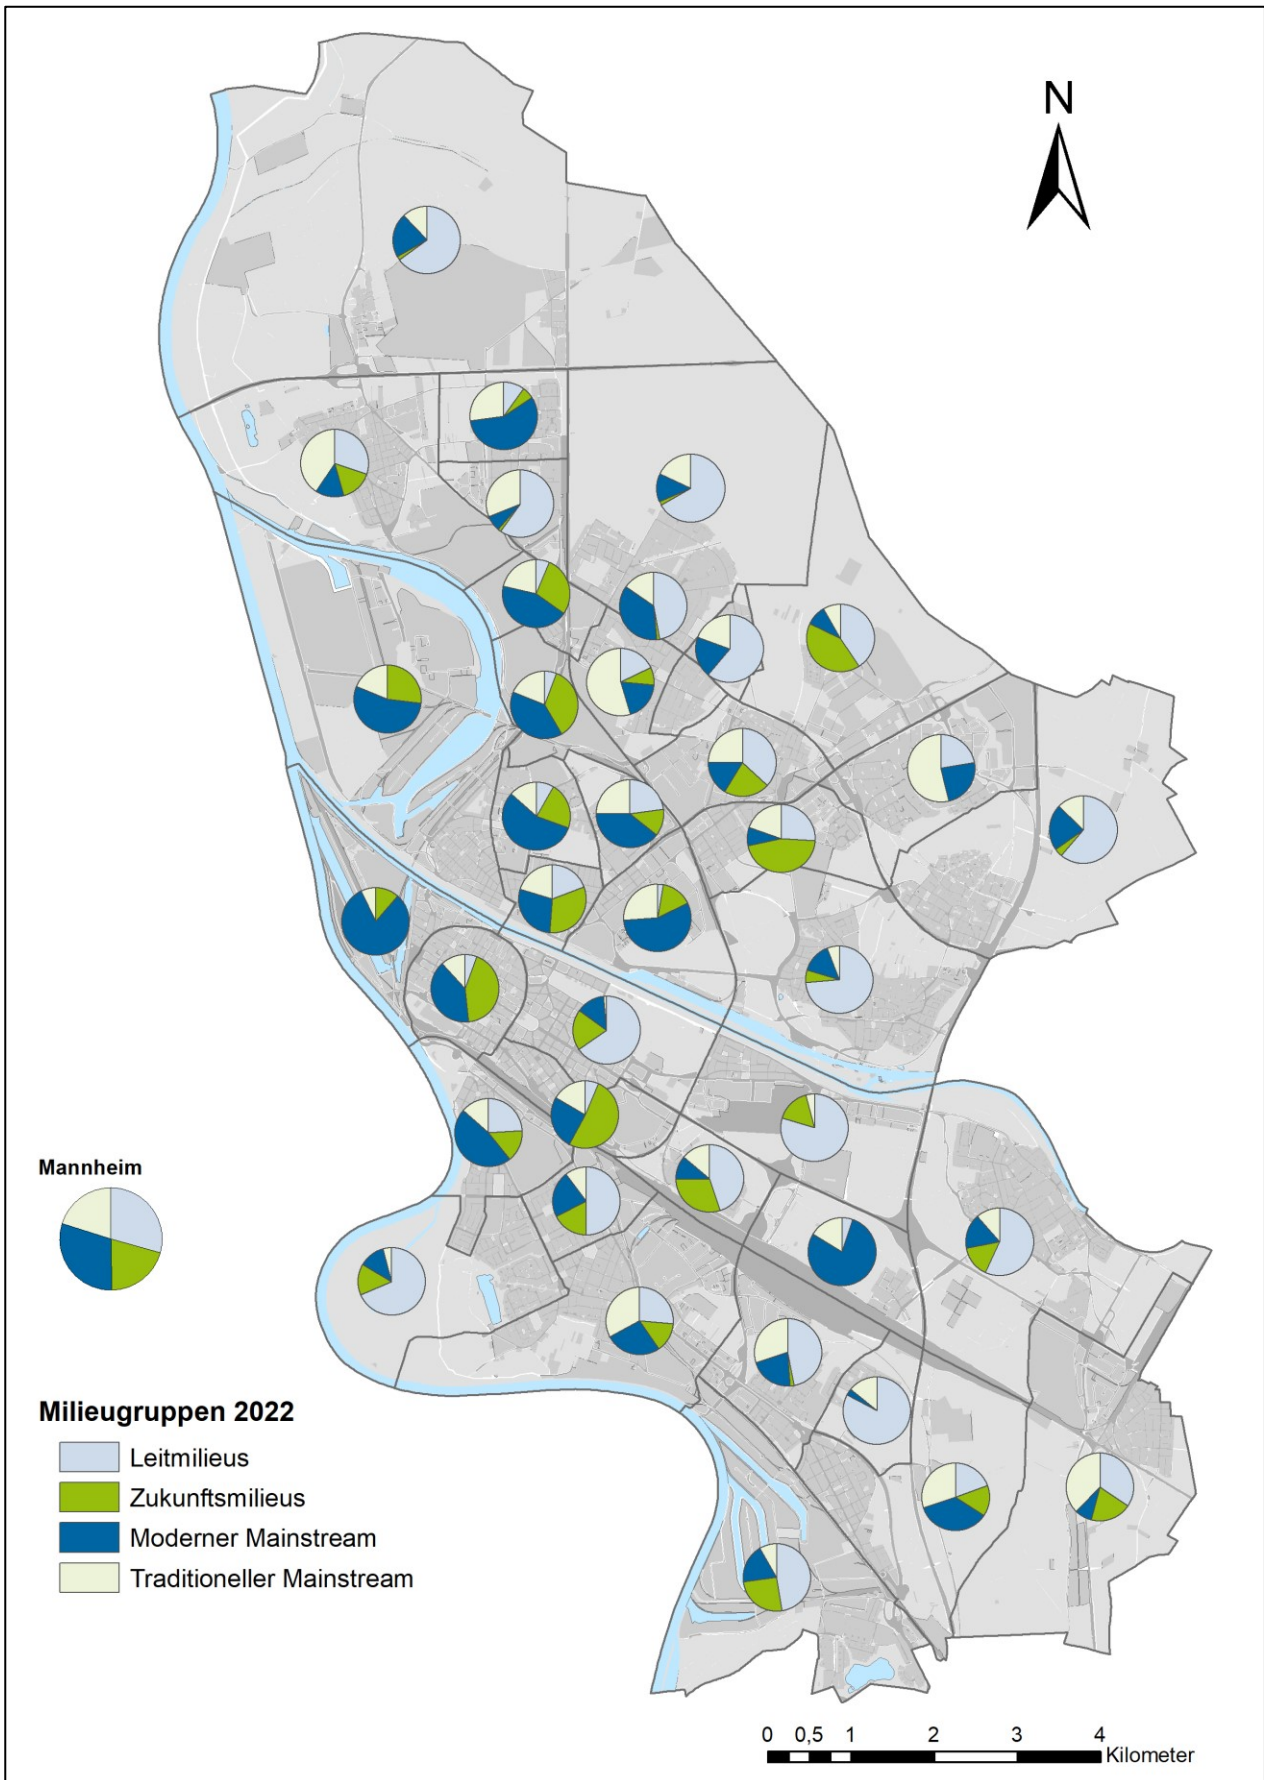 N
Mannheim
Milieugruppen 2022
Leitmilieus
Zukunftsmilieus
Moderner Mainstream
Traditioneller Mainstream
0 0,5 1 2 3 4
Kilometer